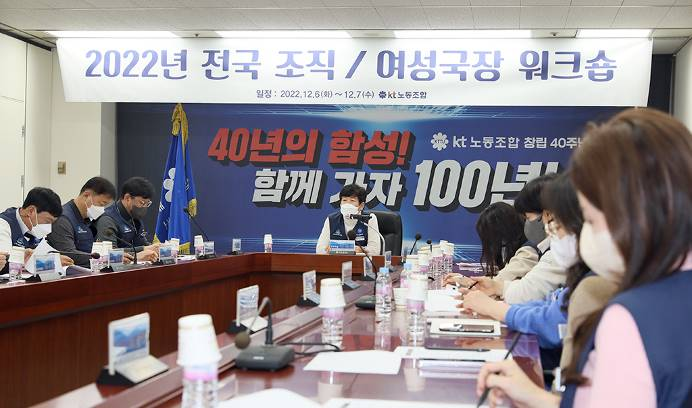 2022년 전국 조직 / 여성국장 워크숍
일정 : 2022.12.6(화) ~ 12.7(수) kt 노동조합
40년의 함성! kt 노동조합 창립 40주년
함께 가자 100년!